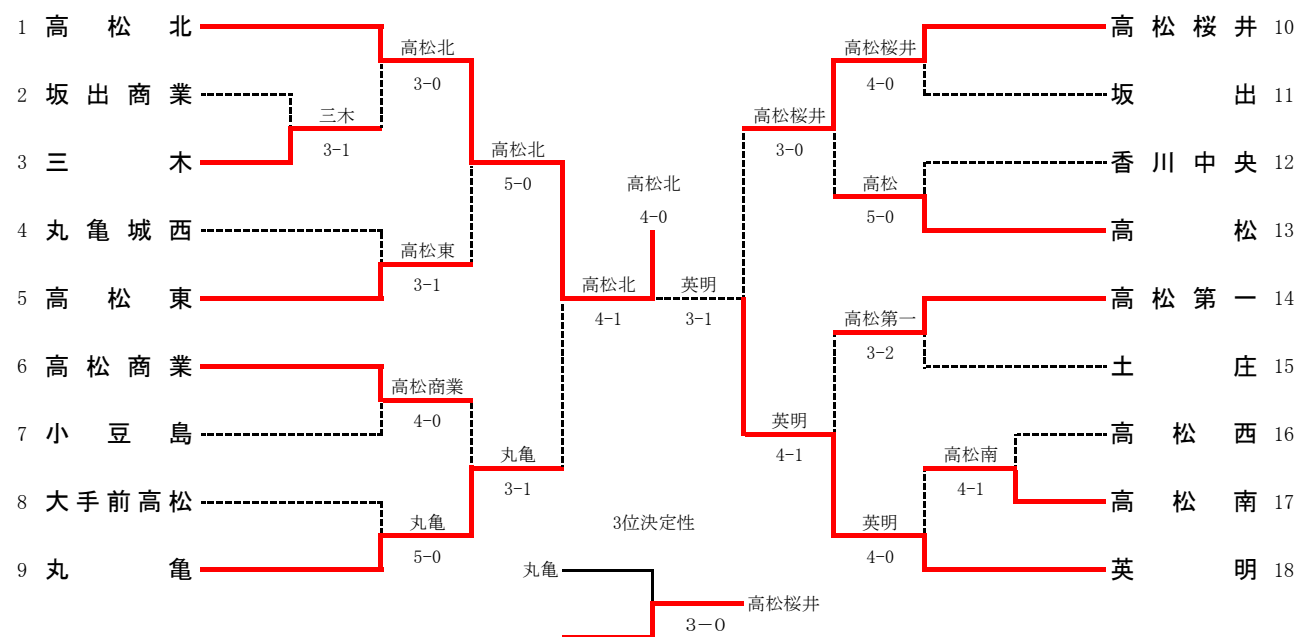 1 高松北
2 坂出商業
3 三木
4 丸亀城西
5 高松東
6 高松商業
7 小豆島
8 大手前高松
9 丸亀
三木
3-1
高松北
3-0
高松東
3-1
高松商業
4-0
丸亀
5-0
高松北
5-0
丸亀
3-1
高松北
4-1
高松北
4-0
英明
3-1
高松桜井
3-0
英明
4-1
高松桜井
4-0
高松
5-0
高松第一
3-2
英明
4-0
高松南
4-1
高松桜井 10
坂出 11
香川中央 12
高松 13
高松第一 14
土庄 15
高松西 16
高松南 17
英明 18
3位決定性
丸亀
高松桜井
3−0